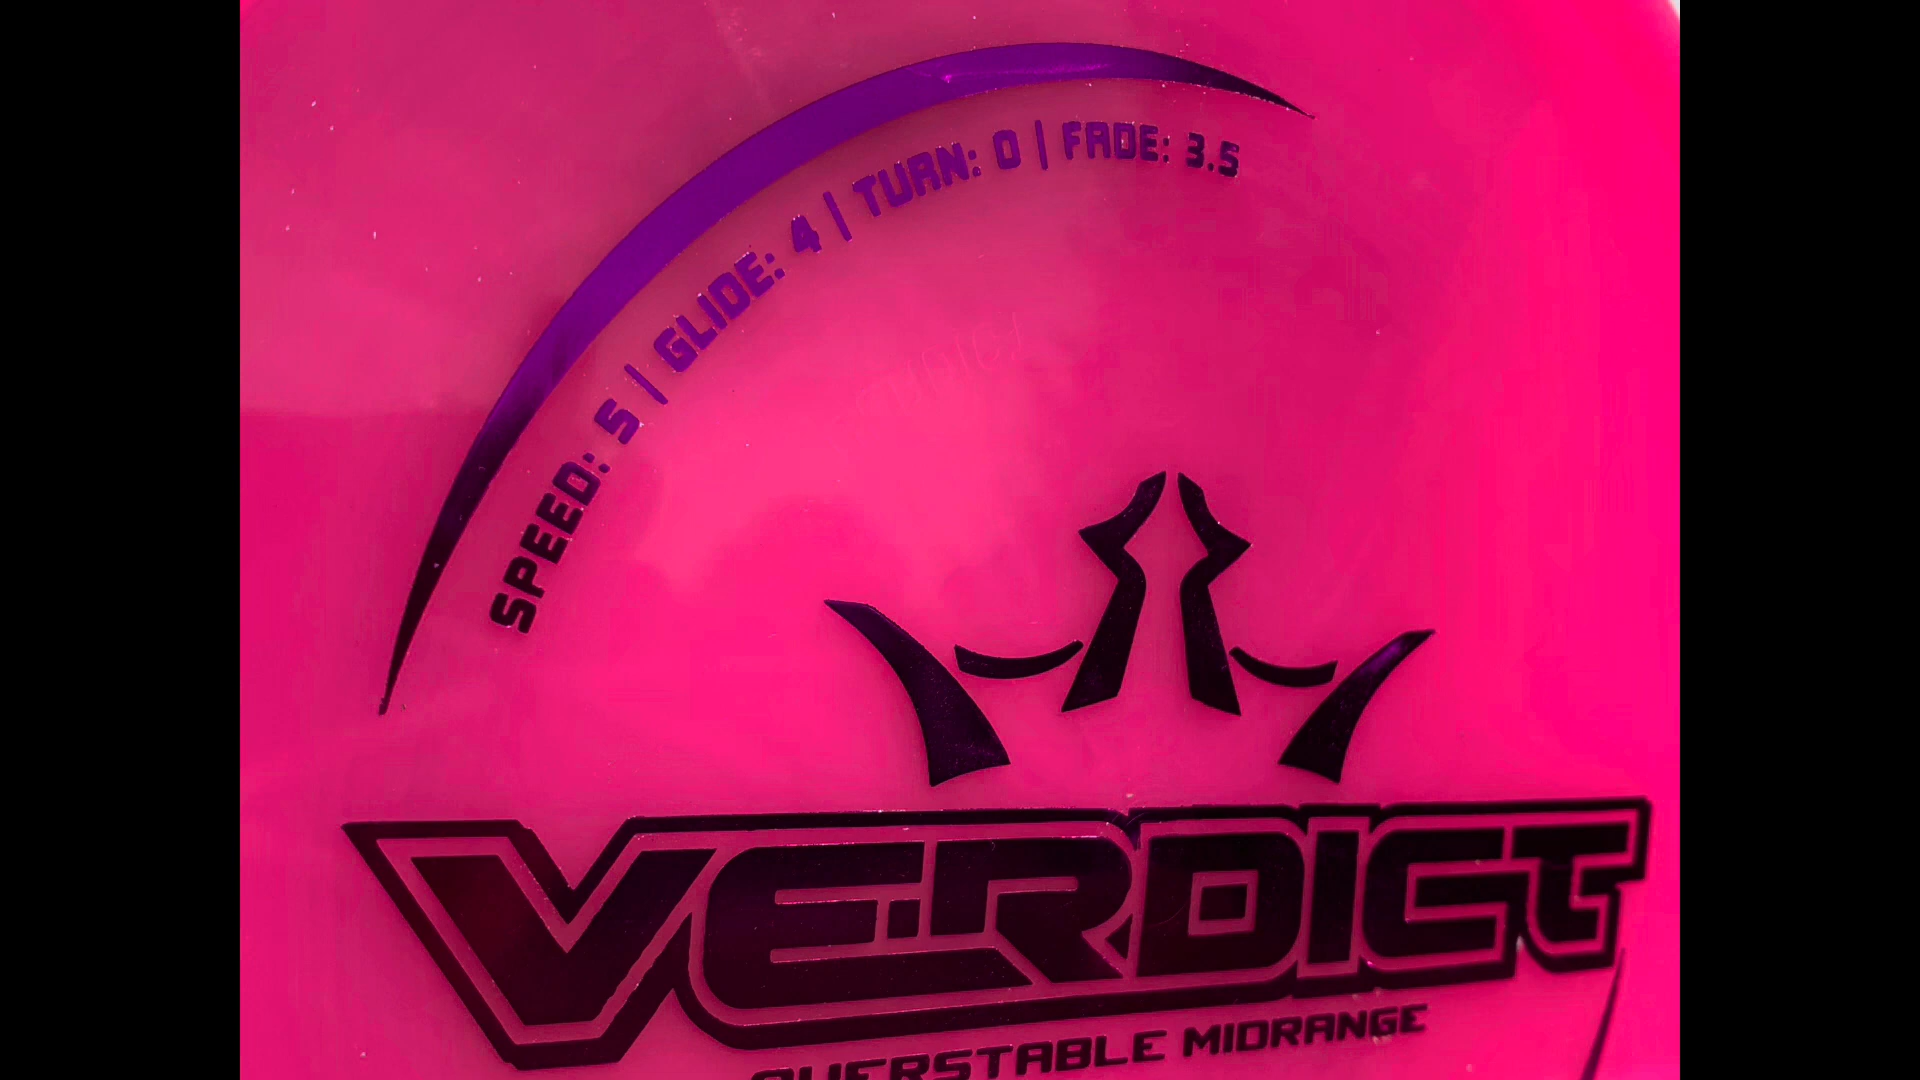 SPEED: 5 | GLIDE: 4 | TURN: 0 | FADE: 3.5
VERDICT
OVERSTABLE MIDRANGE